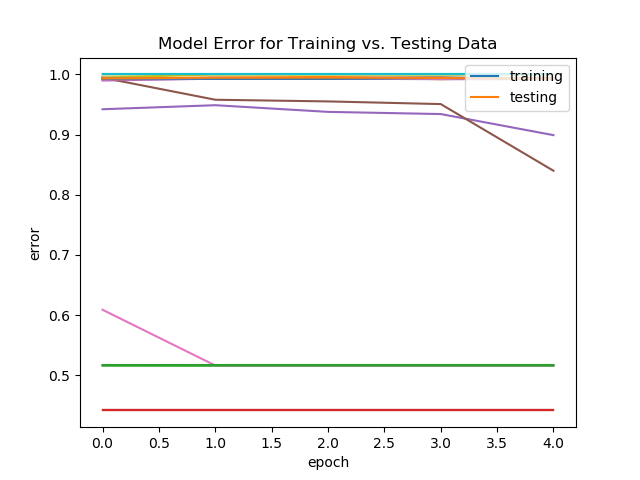 Model Error for Training vs. Testing Data
1.0
0.9
0.8
0.7
0.6
0.5
error
training
testing
0.0 0.5 1.0 1.5 2.0 2.5 3.0 3.5 4.0
epoch